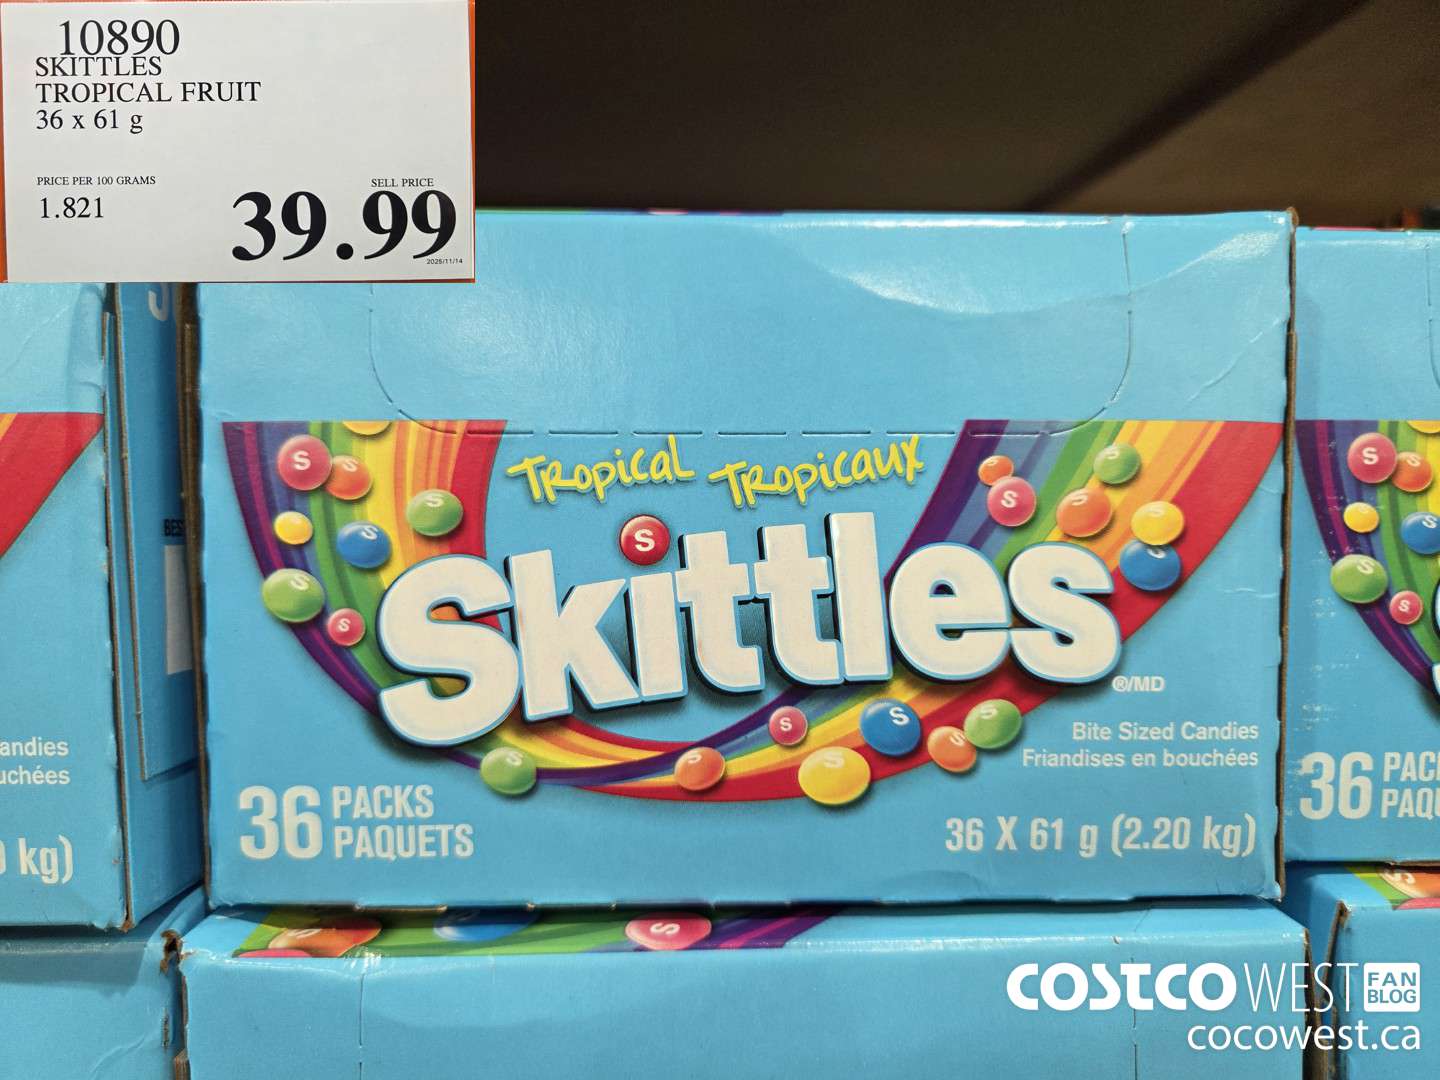 10890
SKITTLES
TROPICAL FRUIT
36 x 61 g
PRICE PER 100 GRAMS
1.821
SELL PRICE
39.99
2025/11/14
BES
Tropical Tropicaux
Skittles
®/MD
Bite Sized Candies
Friandises en bouchées
36 PACKS
PAQUETS
36 X 61 g (2.20 kg)
andies
uchées
kg)
36 PAC
PAQ
COSTCO WEST FAN
BLOG
cocowest.ca